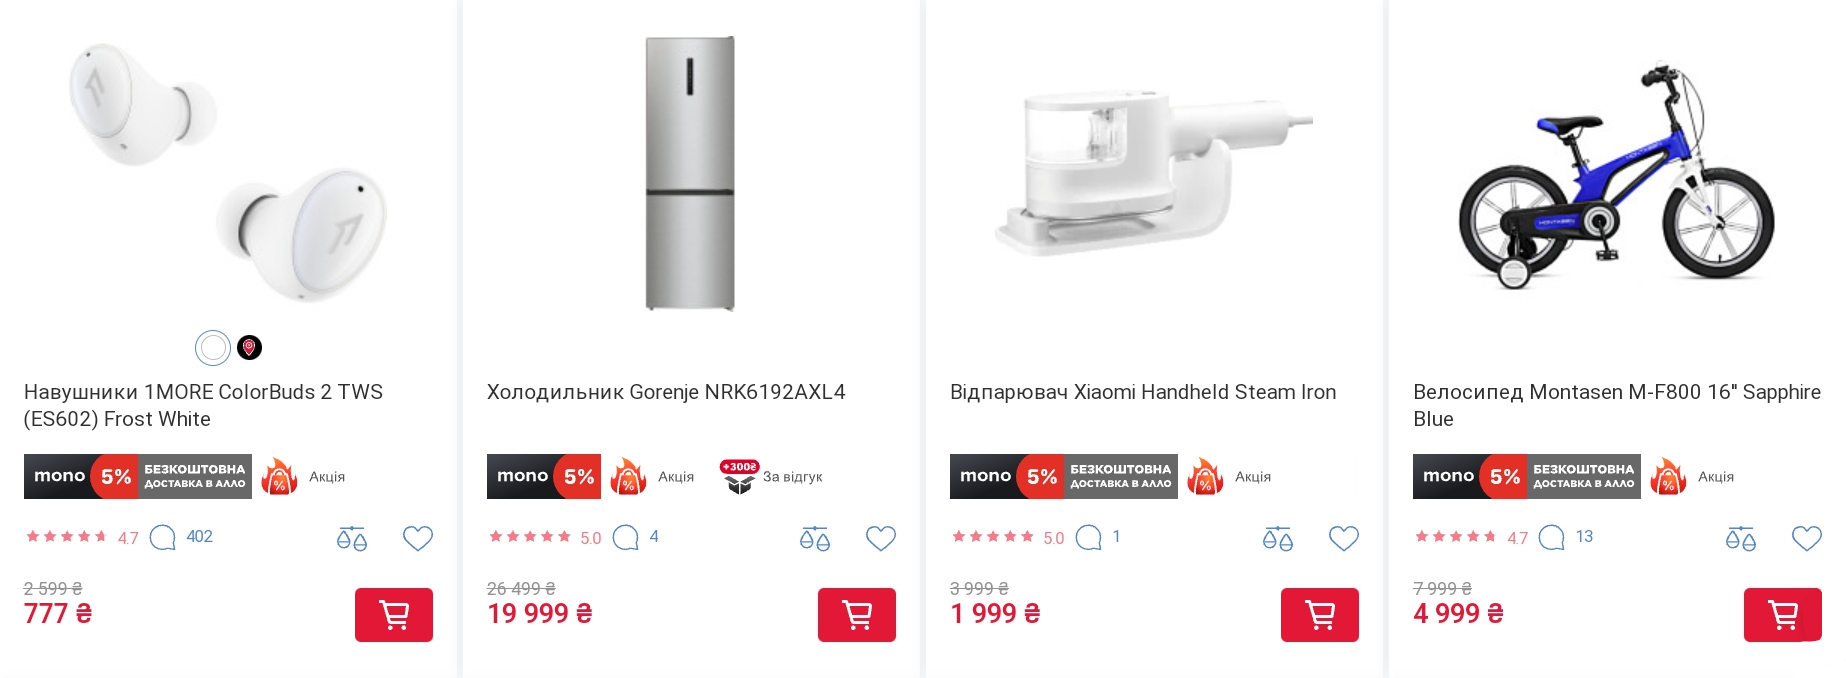 Навушники 1MORE ColorBuds 2 TWS
(ES602) Frost White
mono 5% БЕЗКОШТОВНА
ДОСТАВКА В АЛЛО
Акція
4.7 402
2 599 ₴
777 ₴
Холодильник Gorenje NRK6192AXL4
mono 5%
% Акція
+300₴ За відгук
5.0 4
26 499 ₴
19 999 ₴
Відпарювач Xiaomi Handheld Steam Iron
mono 5% БЕЗКОШТОВНА
ДОСТАВКА В АЛЛО
% Акція
5.0 1
3 999 ₴
1 999 ₴
MONTASEN
MONTASEN
Велосипед Montasen M-F800 16" Sapphire
Blue
mono 5% БЕЗКОШТОВНА
ДОСТАВКА В АЛЛО
% Акція
4.7 13
7 999 ₴
4 999 ₴